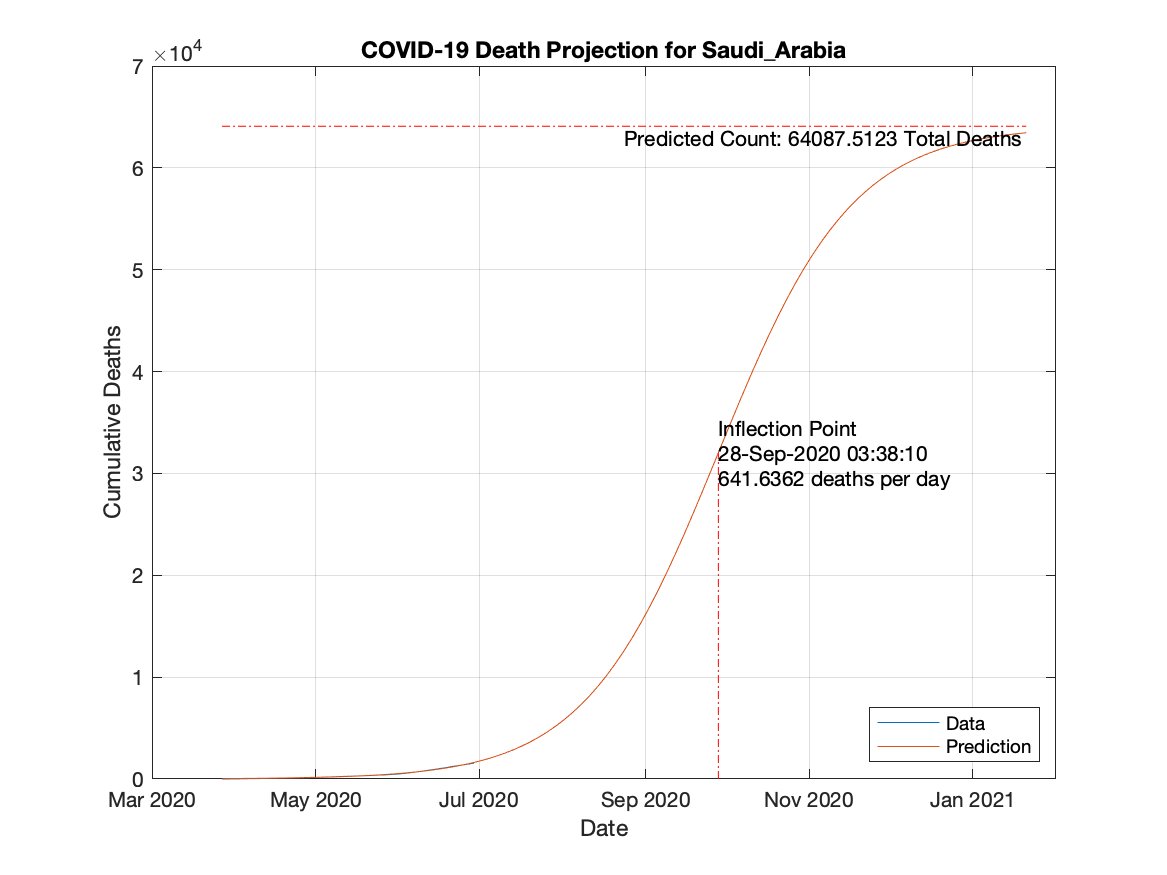 COVID-19 Death Projection for Saudi_Arabia
×10⁴
7
6
5
4
3
2
1
0
Cumulative Deaths
Predicted Count: 64087.5123 Total Deaths
Inflection Point
28-Sep-2020 03:38:10
641.6362 deaths per day
Data
Prediction
Mar 2020 May 2020 Jul 2020 Sep 2020 Nov 2020 Jan 2021
Date